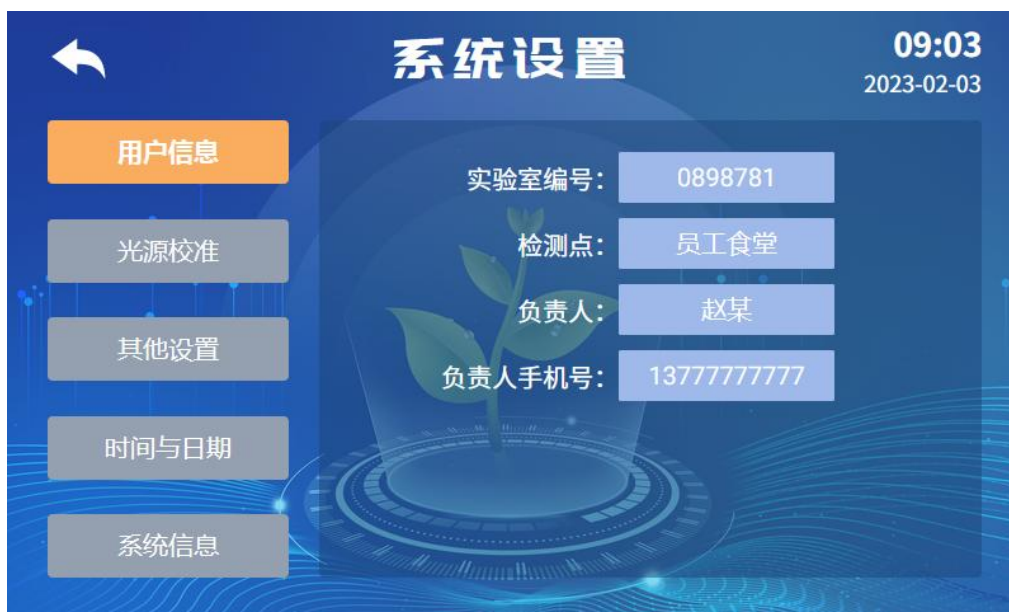 系统设置
09:03
2023-02-03
用户信息
光源校准
其他设置
时间与日期
系统信息
实验室编号： 0898781
检测点： 员工食堂
负责人： 赵某
负责人手机号： 13777777777